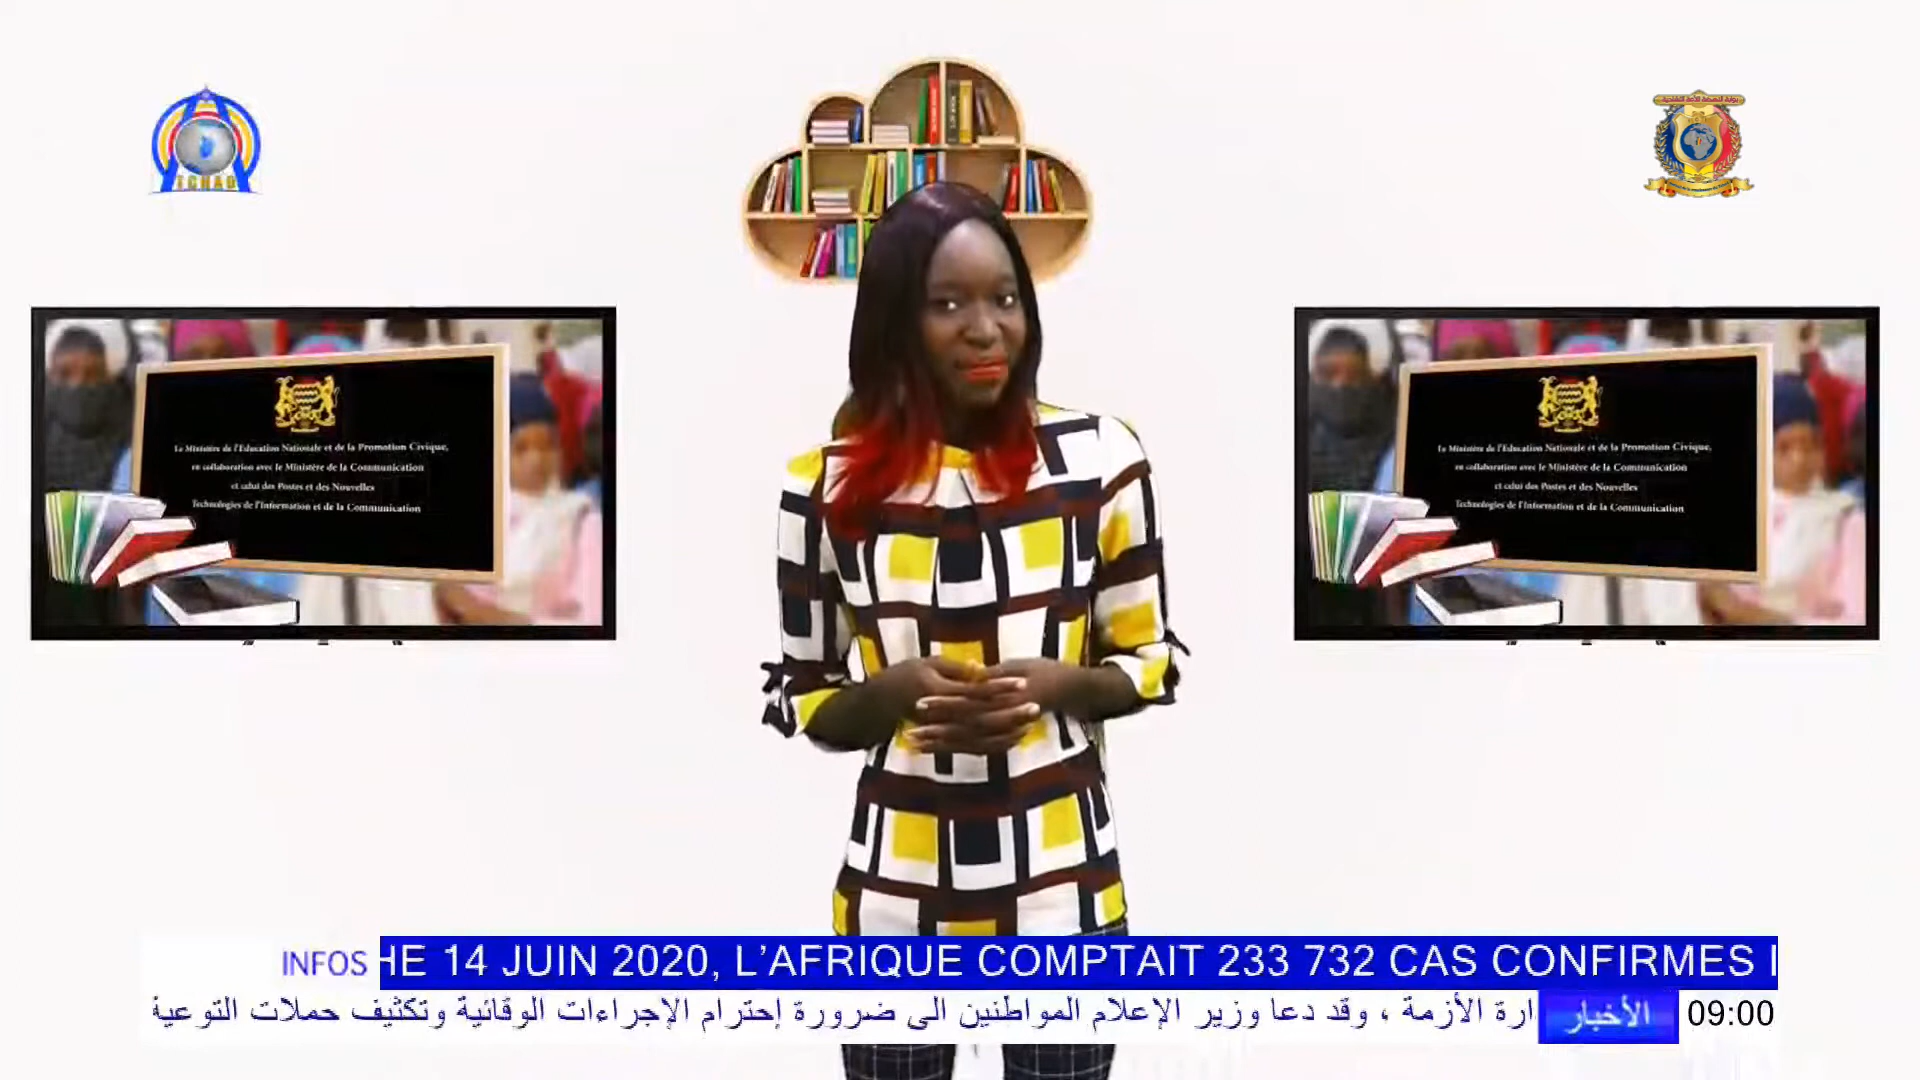 TCHAD
Le Ministère de l'Education Nationale et de la Promotion Civique,
en collaboration avec le Ministère de la Communication
et celui des Postes et des Nouvelles
Technologies de l'Information et de la Communication
Le Ministère de l'Education Nationale et de la Promotion Civique,
en collaboration avec le Ministère de la Communication
et celui des Postes et des Nouvelles
Technologies de l'Information et de la Communication
INFOS HE 14 JUIN 2020, L'AFRIQUE COMPTAIT 233 732 CAS CONFIRMES
الأخبار ارة الأزمة ، وقد دعا وزير الإعلام المواطنين الى ضرورة إحترام الإجراءات الوقائية وتكثيف حملات التوعية
09:00